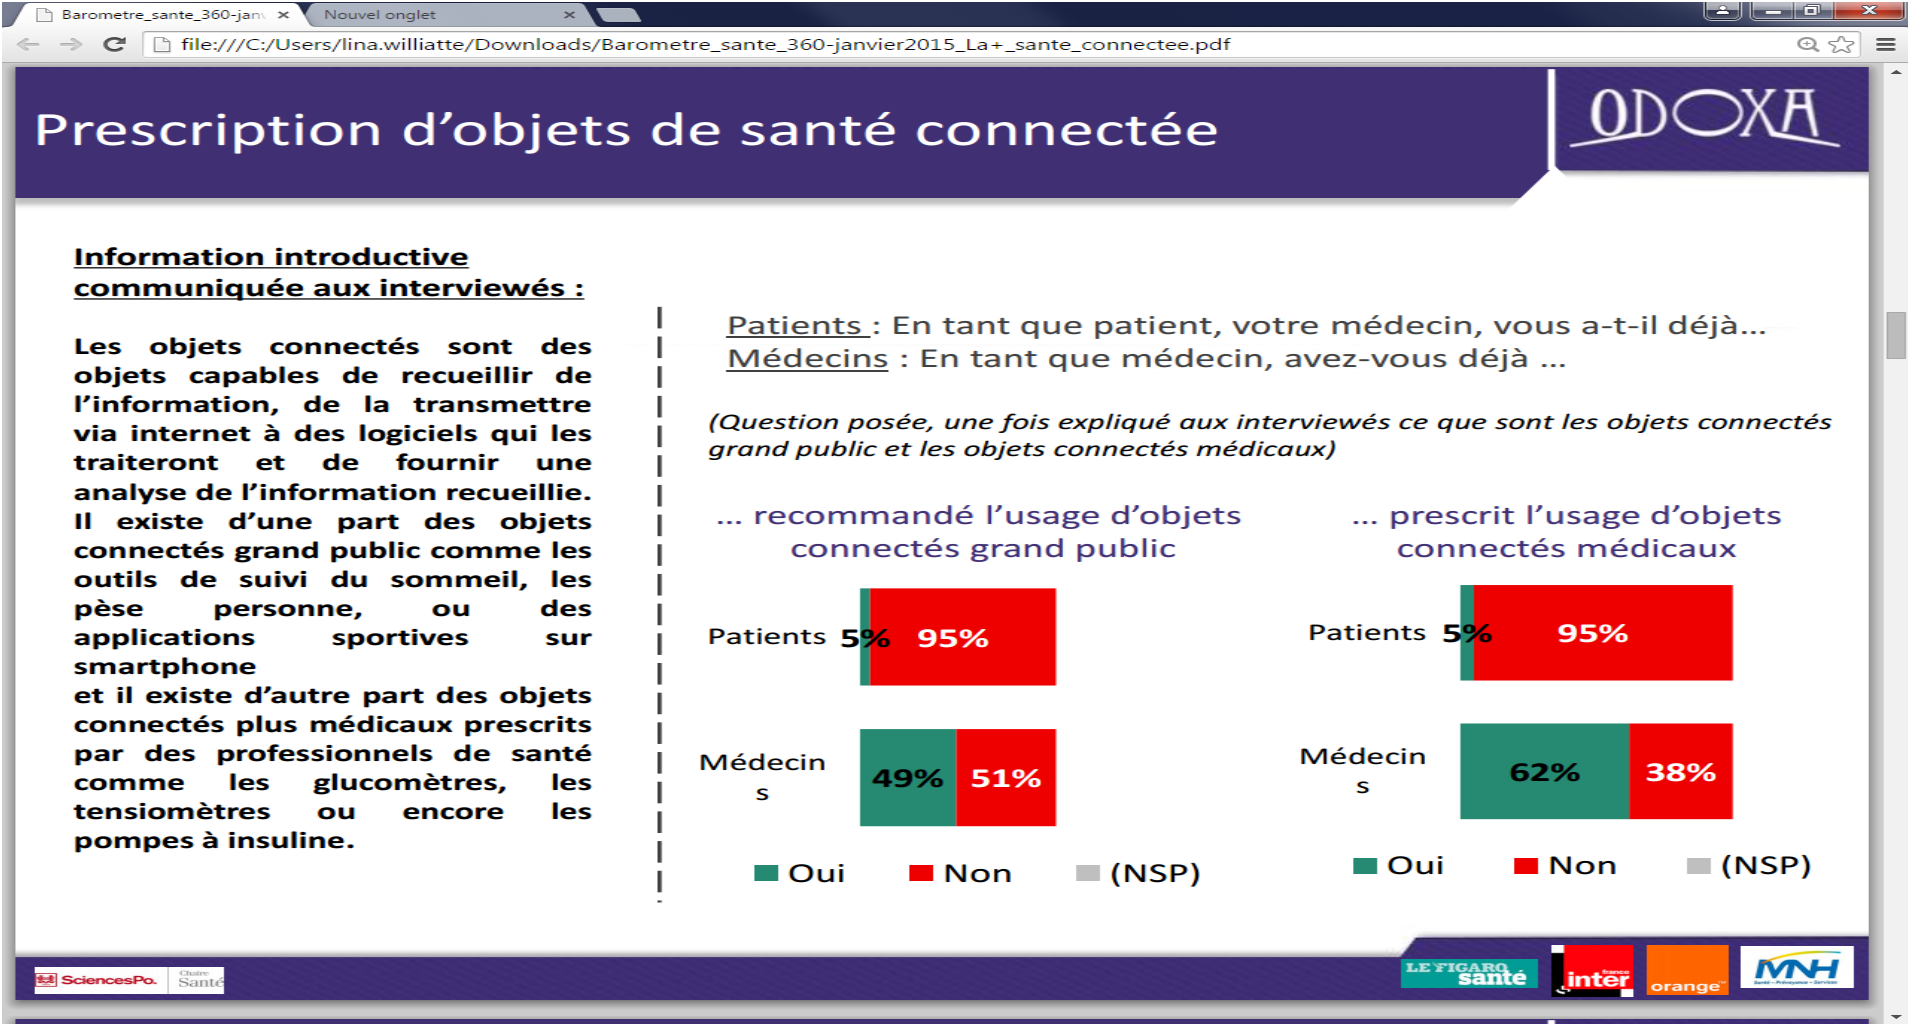 Barometre_sante_360-jan
Nouvel onglet
file:///C:/Users/lina.williatte/Downloads/Barometre_sante_360-janvier2015_La+_sante_connectee.pdf
Prescription d’objets de santé connectée
ODOXA
Information introductive
communiquée aux interviewés :
Les objets connectés sont des
objets capables de recueillir de
l’information, de la transmettre
via internet à des logiciels qui les
traiteront et de fournir une
analyse de l’information recueillie.
Il existe d’une part des objets
connectés grand public comme les
outils de suivi du sommeil, les
pèse personne, ou des
applications sportives sur
smartphone
et il existe d’autre part des objets
connectés plus médicaux prescrits
par des professionnels de santé
comme les glucomètres, les
tensiomètres ou encore les
pompes à insuline.
Patients : En tant que patient, votre médecin, vous a-t-il déjà...
Médecins : En tant que médecin, avez-vous déjà ...
(Question posée, une fois expliqué aux interviewés ce que sont les objets connectés
grand public et les objets connectés médicaux)
... recommandé l’usage d’objets
connectés grand public
Patients 5% 95%
Médecin
s
49% 51%
Oui Non (NSP)
... prescrit l’usage d’objets
connectés médicaux
Patients 5% 95%
Médecin
s
62% 38%
Oui Non (NSP)
SciencesPo.
Chaire
Santé
LE FIGARO
santé
france
inter
orange
MNH
Santé - Prévoyance - Services